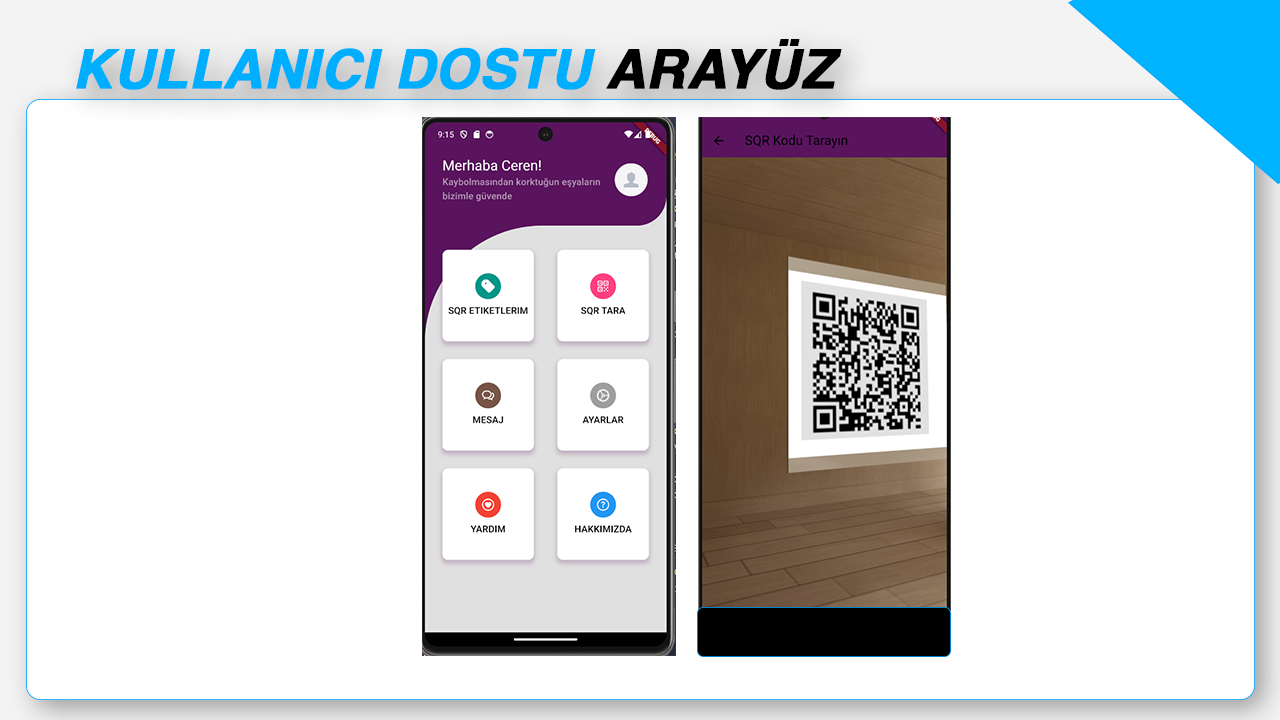 KULLANICI DOSTU ARAYÜZ
9:15
DEBUG
Merhaba Ceren!
Kaybolmasından korktuğun eşyaların
bizimle güvende
SQR ETIKETLERIM
SQR TARA
MESAJ
AYARLAR
YARDIM
HAKKIMIZDA
SQR Kodu Tarayın